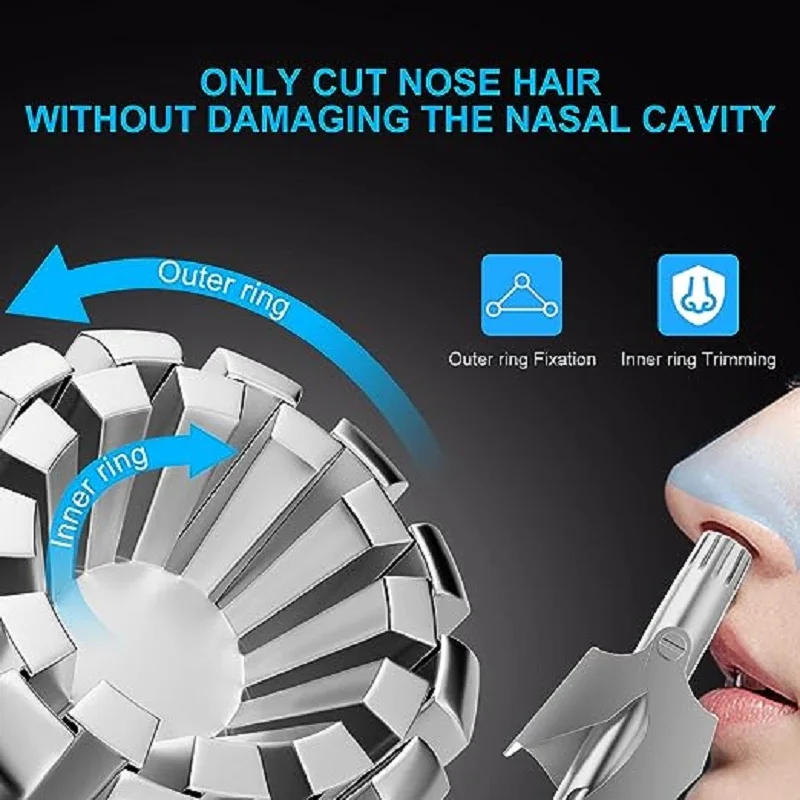 ONLY CUT NOSE HAIR
WITHOUT DAMAGING THE NASAL CAVITY
Outer ring
Outer ring Fixation
Inner ring Trimming
Inner ring